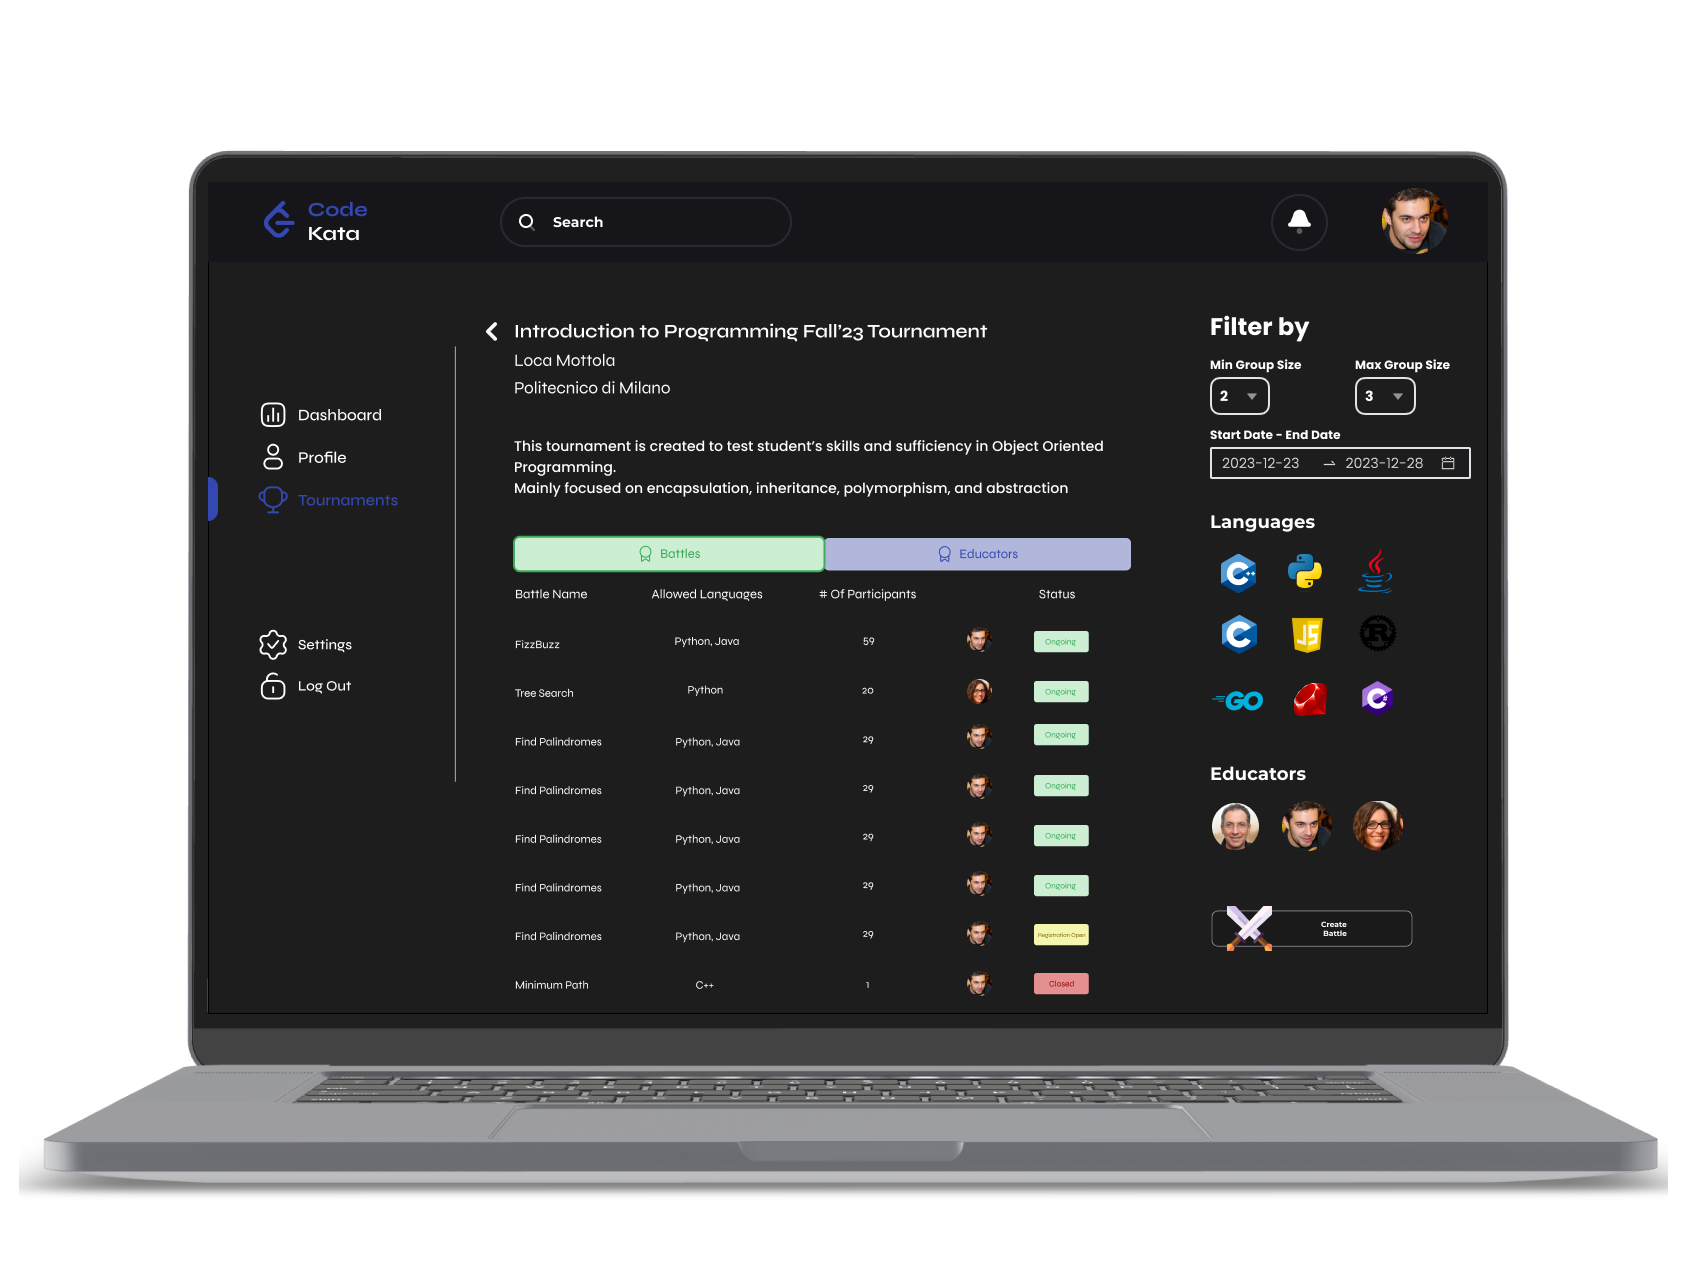 Code
Kata
Search
Dashboard
Profile
Tournaments
Settings
Log Out
Introduction to Programming Fall'23 Tournament
Loca Mottola
Politecnico di Milano
This tournament is created to test student's skills and sufficiency in Object Oriented
Programming.
Mainly focused on encapsulation, inheritance, polymorphism, and abstraction
Battles Educators
Battle Name Allowed Languages # Of Participants Status
FizzBuzz Python, Java 59 Ongoing
Tree Search Python 20 Ongoing
Find Palindromes Python, Java 29 Ongoing
Find Palindromes Python, Java 29 Ongoing
Find Palindromes Python, Java 29 Ongoing
Find Palindromes Python, Java 29 Ongoing
Find Palindromes Python, Java 29 Registration Open
Minimum Path C++ 1 Closed
Filter by
Min Group Size Max Group Size
2 3
Start Date - End Date
2023-12-23 → 2023-12-28
Languages
C++
C JS R
GO C#
Educators
Create
Battle